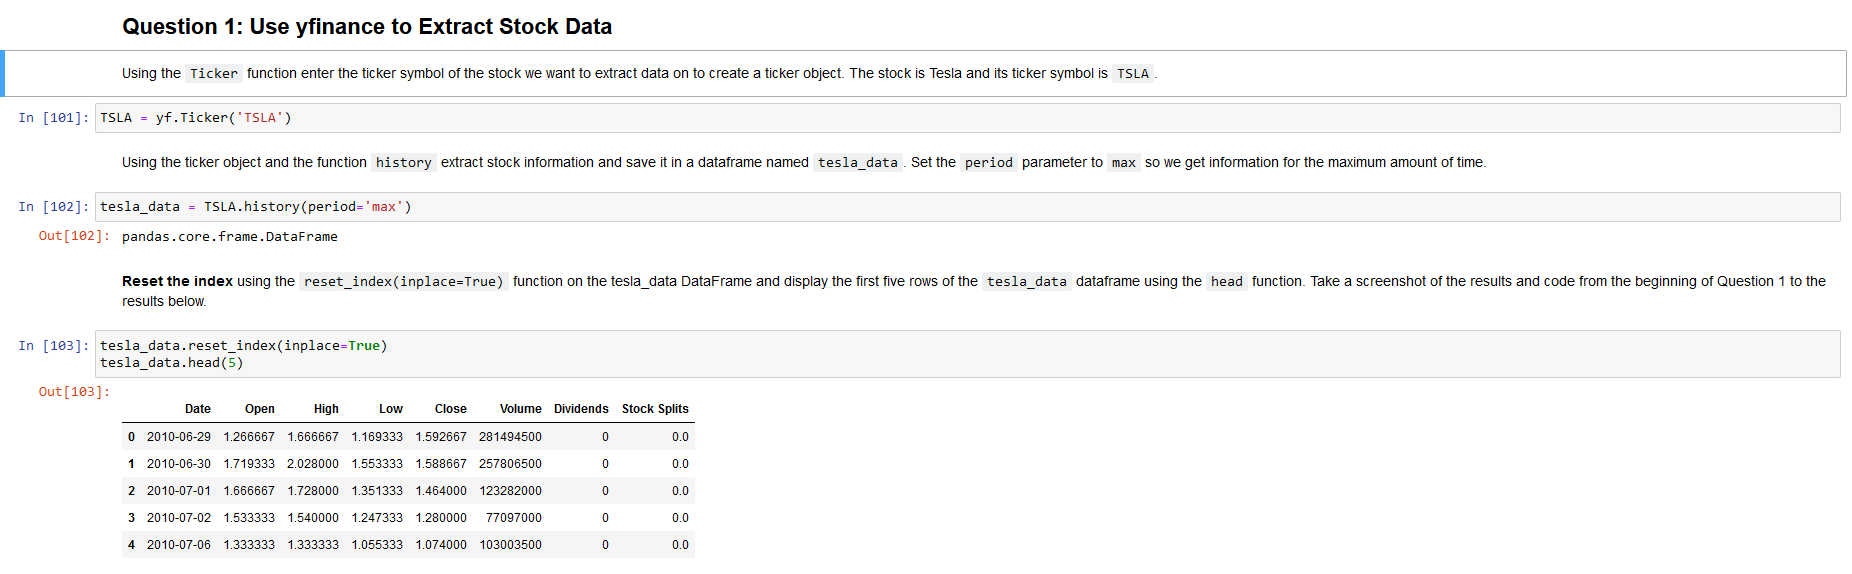 Question 1: Use yfinance to Extract Stock Data
Using the Ticker function enter the ticker symbol of the stock we want to extract data on to create a ticker object. The stock is Tesla and its ticker symbol is TSLA .
In [101]: TSLA = yf.Ticker('TSLA')
Using the ticker object and the function history extract stock information and save it in a dataframe named tesla_data . Set the period parameter to max so we get information for the maximum amount of time.
In [102]: tesla_data = TSLA.history(period='max')
Out[102]: pandas.core.frame.DataFrame
Reset the index using the reset_index(inplace=True) function on the tesla_data DataFrame and display the first five rows of the tesla_data dataframe using the head function. Take a screenshot of the results and code from the beginning of Question 1 to the
results below.
In [103]: tesla_data.reset_index(inplace=True)
tesla_data.head(5)
Out[103]:
Date Open High Low Close Volume Dividends Stock Splits
0 2010-06-29 1.266667 1.666667 1.169333 1.592667 281494500 0 0.0
1 2010-06-30 1.719333 2.028000 1.553333 1.588667 257806500 0 0.0
2 2010-07-01 1.666667 1.728000 1.351333 1.464000 123282000 0 0.0
3 2010-07-02 1.533333 1.540000 1.247333 1.280000 77097000 0 0.0
4 2010-07-06 1.333333 1.333333 1.055333 1.074000 103003500 0 0.0